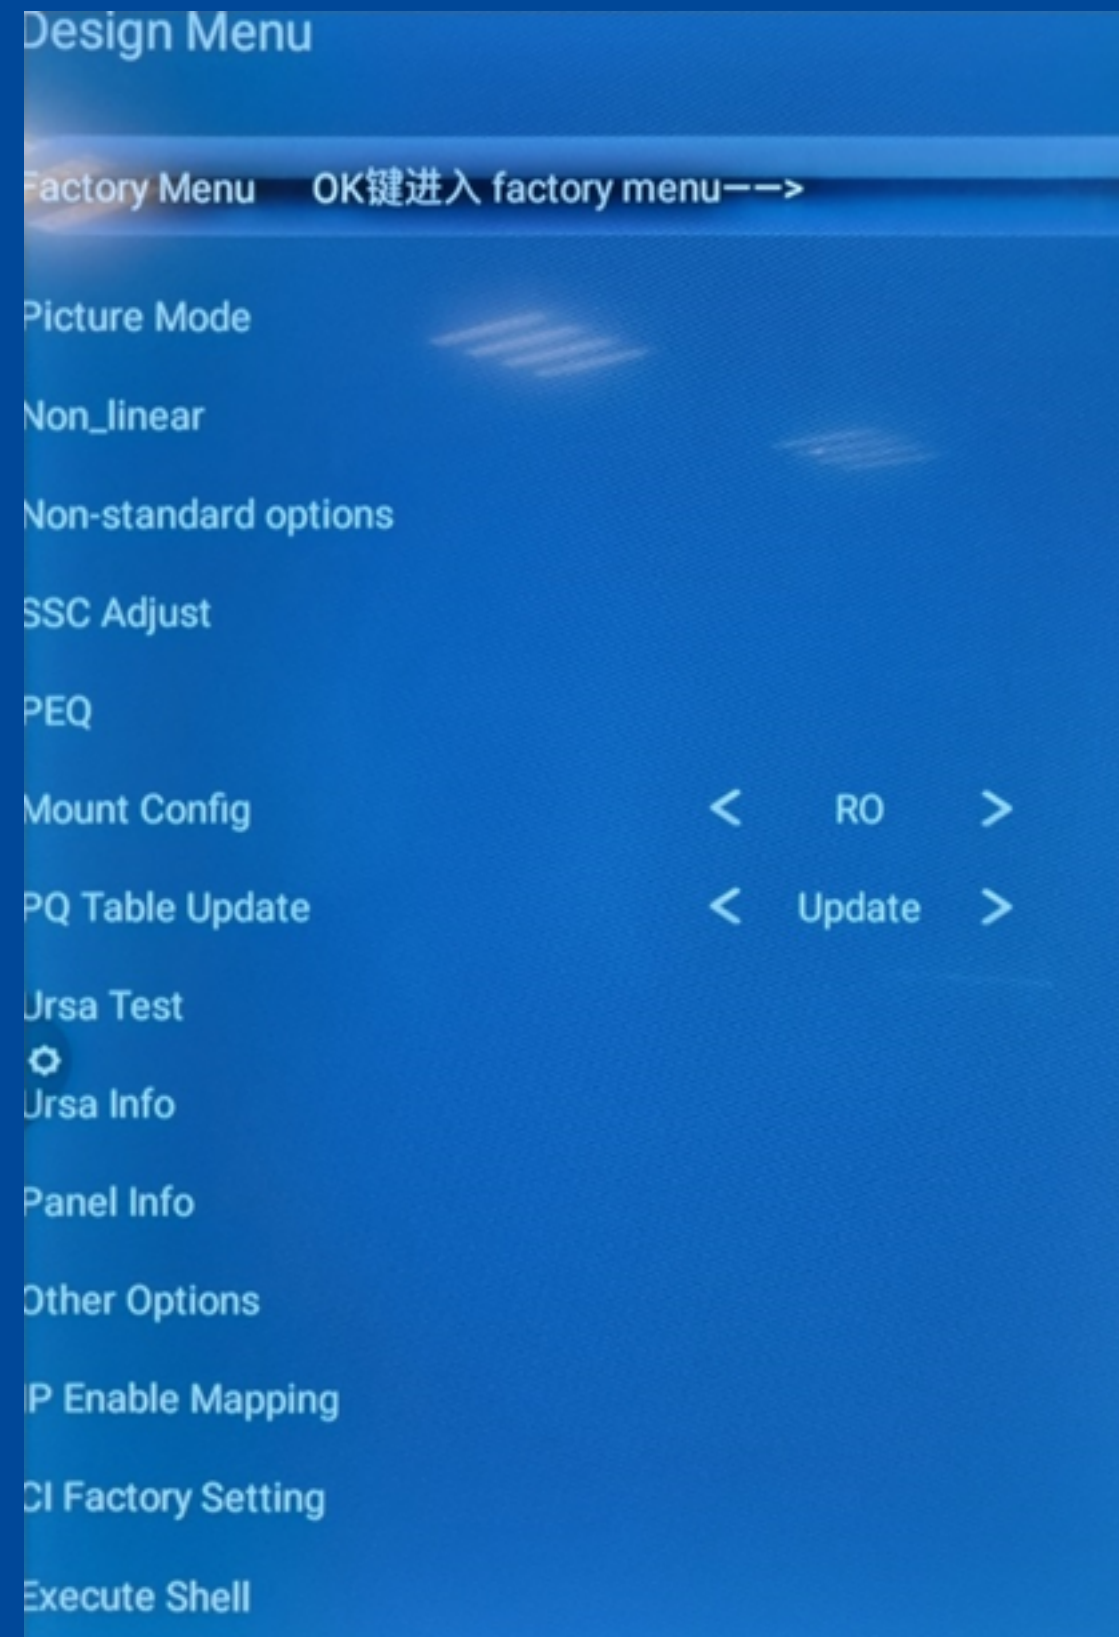 Design Menu
Factory Menu OK键进入 factory menu——>
Picture Mode
Non_linear
Non-standard options
SSC Adjust
PEQ
Mount Config < RO >
PQ Table Update < Update >
Ursa Test
Ursa Info
Panel Info
Other Options
IP Enable Mapping
CI Factory Setting
Execute Shell